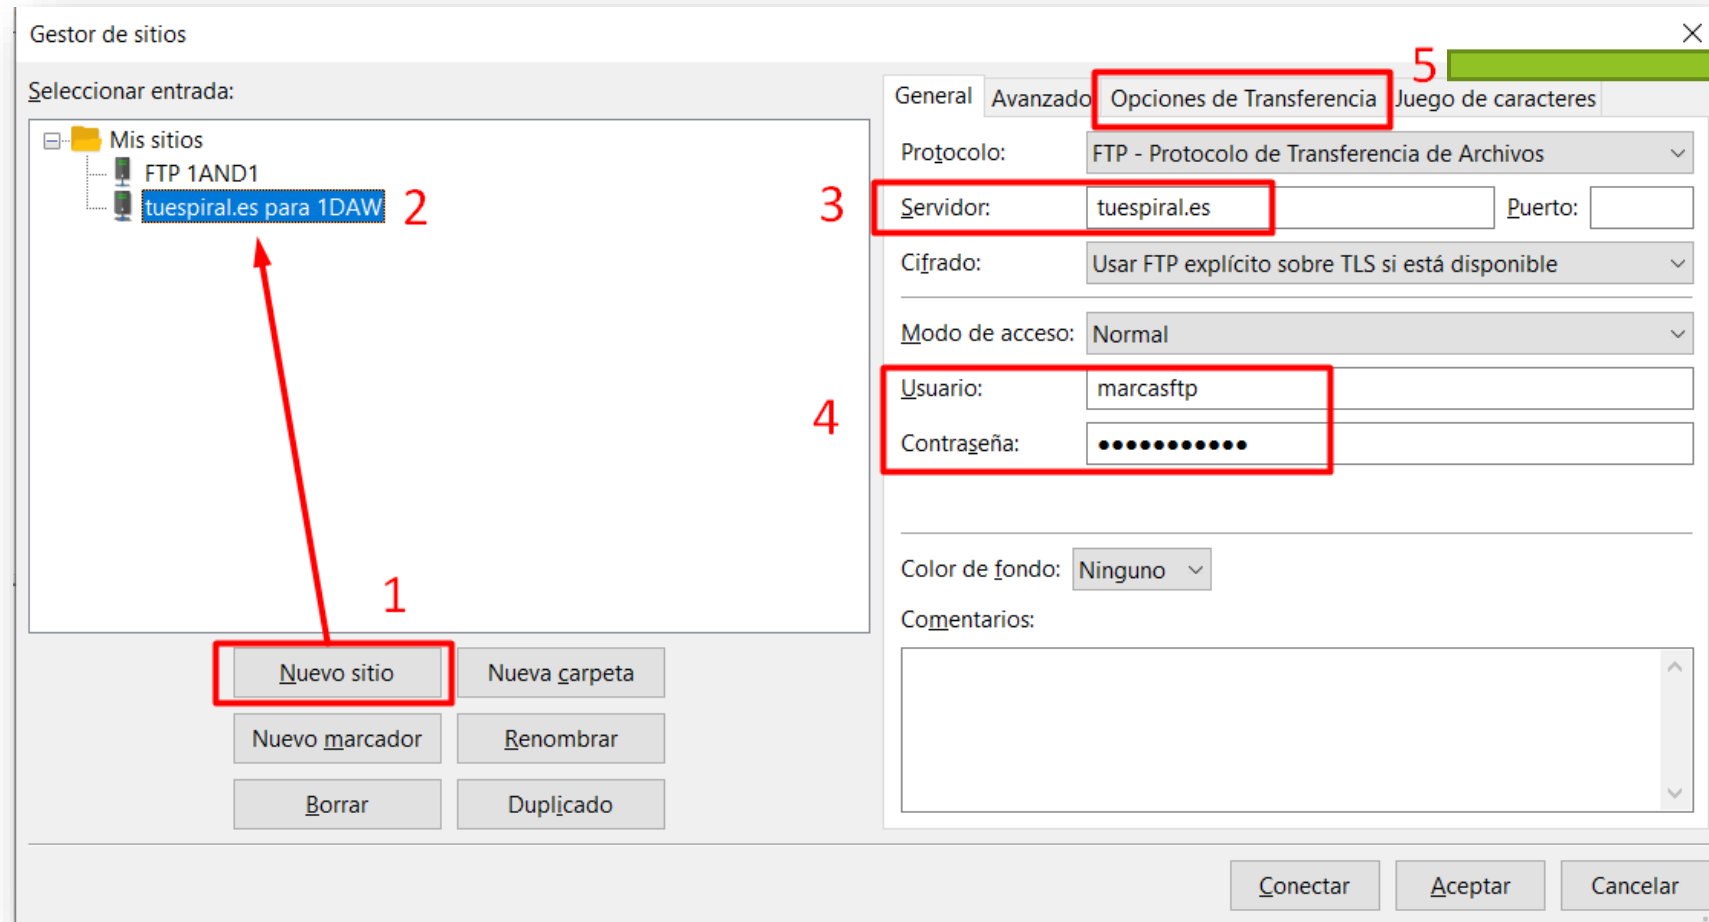 Gestor de sitios
Seleccionar entrada:
Mis sitios
FTP 1AND1
tuespiral.es para 1DAW
2
1
Nuevo sitio
Nueva carpeta
Nuevo marcador
Renombrar
Borrar
Duplicado
5
General
Avanzado
Opciones de Transferencia
Juego de caracteres
Protocolo:
FTP - Protocolo de Transferencia de Archivos
3
Servidor:
tuespiral.es
Puerto:
Cifrado:
Usar FTP explícito sobre TLS si está disponible
Modo de acceso:
Normal
4
Usuario:
marcasftp
Contraseña:
●●●●●●●●●●●
Color de fondo:
Ninguno
Comentarios:
Conectar
Aceptar
Cancelar